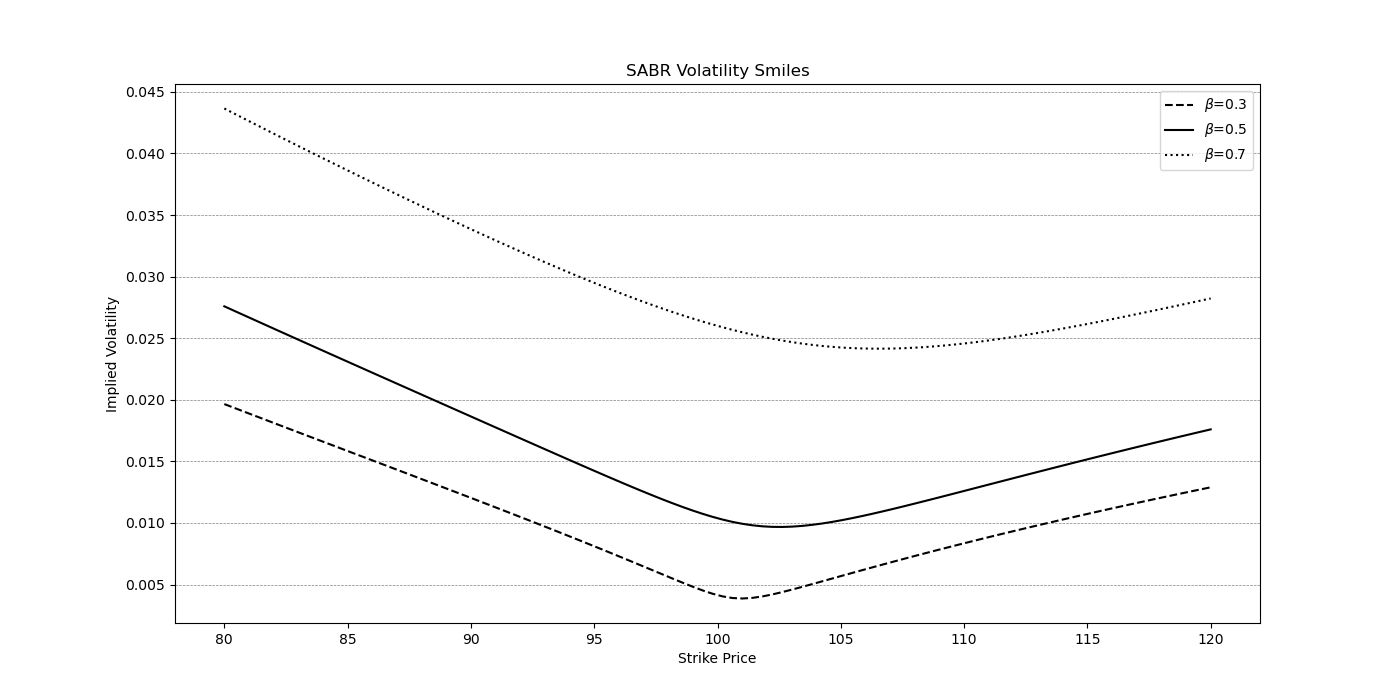 SABR Volatility Smiles
β=0.3
β=0.5
β=0.7
Implied Volatility
0.045
0.040
0.035
0.030
0.025
0.020
0.015
0.010
0.005
80 85 90 95 100 105 110 115 120
Strike Price